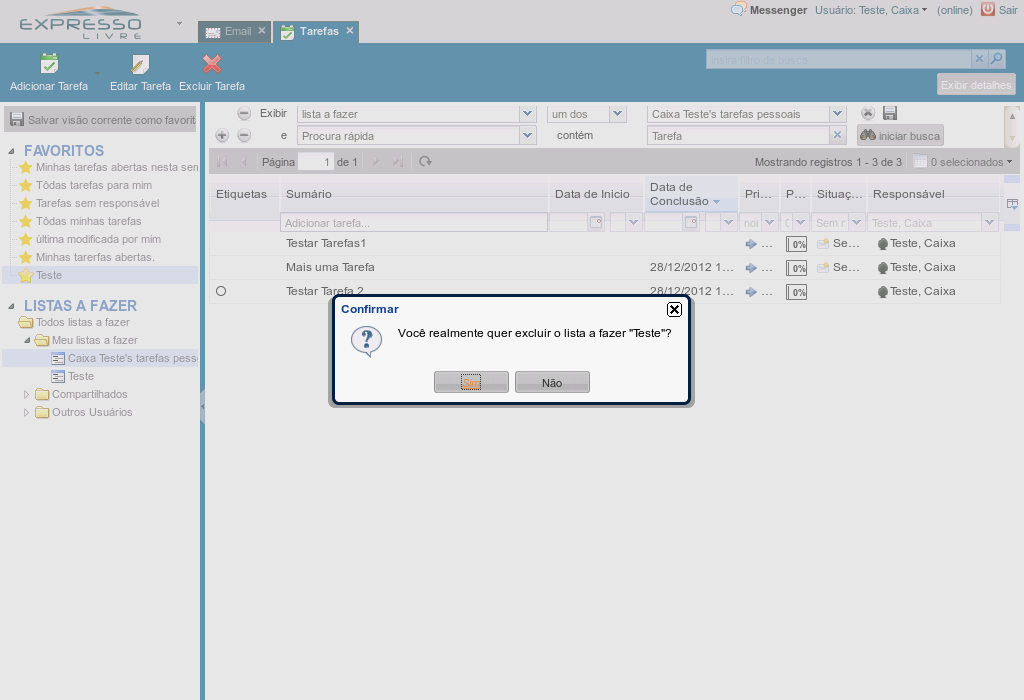 EXPRESSO
LIVRE
Email
Tarefas
Messenger
Usuário: Teste, Caixa
(online)
Sair
Adicionar Tarefa
Editar Tarefa
Excluir Tarefa
Insira filtro de busca
Exibir detalhes
Salvar visão corrente como favorit
FAVORITOS
Minhas tarefas abertas nesta sen
Tôdas tarefas para mim
Tarefas sem responsável
Tôdas minhas tarefas
última modificada por mim
Minhas tarerfas abertas.
Teste
LISTAS A FAZER
Todos listas a fazer
Meu listas a fazer
Caixa Teste's tarefas pess
Teste
Compartilhados
Outros Usuários
Exibir lista a fazer um dos Caixa Teste's tarefas pessoais
e Procura rápida contém Tarefa iniciar busca
Página 1 de 1
Mostrando registros 1 - 3 de 3
0 selecionados
Etiquetas Sumário Data de Inicio Data de Conclusão Pri... P... Situaç... Responsável
Adicionar tarefa... Sem r Teste, Caixa
Testar Tarefas1 ... 0% Se... Teste, Caixa
Mais uma Tarefa 28/12/2012 1... ... 0% Se... Teste, Caixa
Testar Tarefa 2 28/12/2012 1... ... 0% Teste, Caixa
Confirmar
Você realmente quer excluir o lista a fazer "Teste"?
Sim
Não